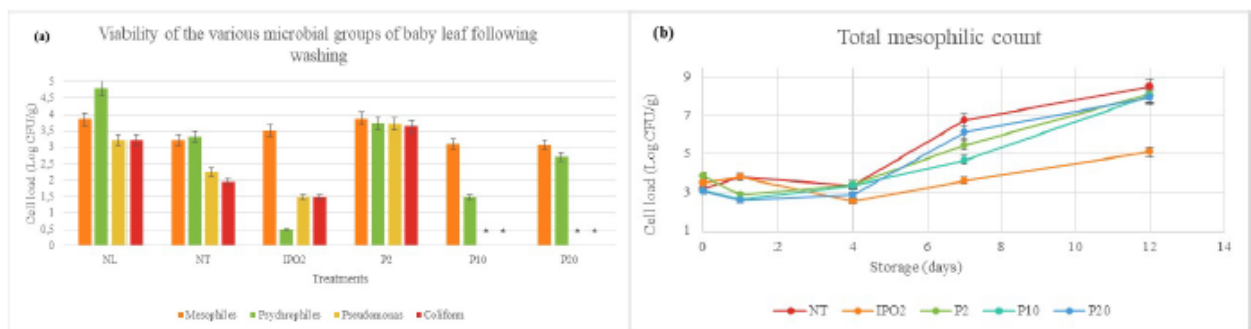 (a)
Viability of the various microbial groups of baby leaf following
washing
Cell load (Log CFU/g)
5
4,5
4
3,5
3
2,5
2
1,5
1
0,5
0
* *
* *
NL NT IPO2 P2 P10 P20
Treatments
Mesophiles Psychrophiles Pseudomonas Coliform
(b)
Total mesophilic count
Cell load (Log CFU/g)
9
7
5
3
1
0 2 4 6 8 10 12 14
Storage (days)
NT IPO2 P2 P10 P20